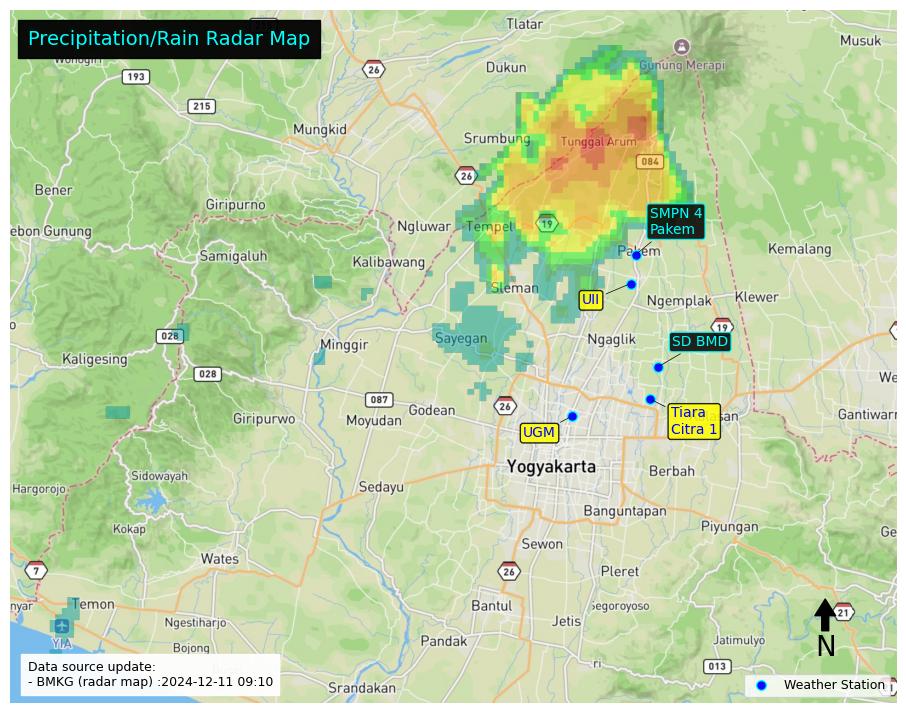 Precipitation/Rain Radar Map
Tlatar
Musuk
193
26
Dukun
Gunung Merapi
215
Mungkid
Srumbung
Tunggal Arum
084
26
Bener
Giripurno
SMPN 4
Pakem
ebon Gunung
Ngluwar
Tempel
19
Samigaluh
Kalibawang
Pakem
Kemalang
Sleman
UII
Ngemplak
Klewer
028
Minggir
Sayegan
Ngaglik
19
SD BMD
Kaligesing
028
087
Godean
26
Tiara
Citra 1
san
Gantiwarn
Giripurwo
Moyudan
UGM
Yogyakarta
Berbah
Hargorojo
Sidowayah
Sedayu
Banguntapan
Kokap
Piyungan
Ge
Wates
Sewon
7
26
Pleret
nyar
Temon
Bantul
Segoroyoso
21
YIA
Ngestiharjo
Jetis
N
Bojong
Pandak
Jatimulyo
013
Data source update:
- BMKG (radar map) :2024-12-11 09:10
Srandakan
Weather Station